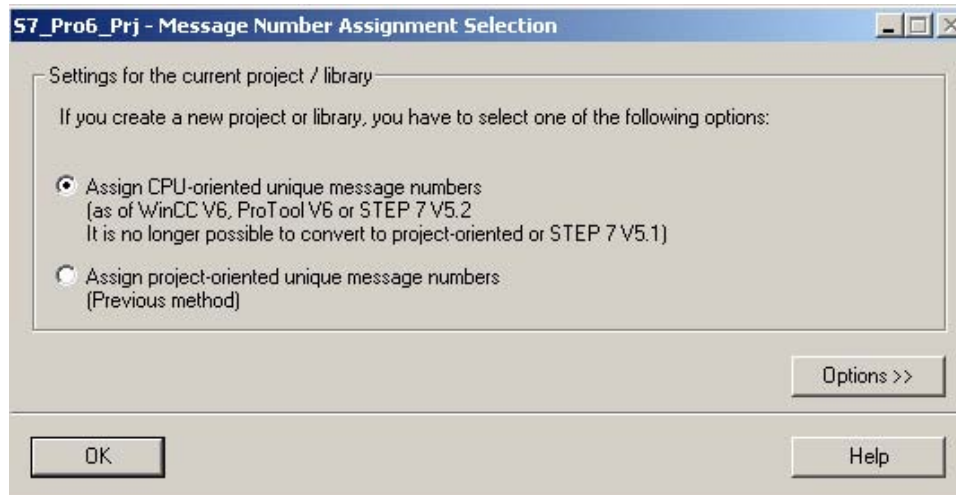 S7_Pro6_Prj - Message Number Assignment Selection
Settings for the current project / library
If you create a new project or library, you have to select one of the following options:
Assign CPU-oriented unique message numbers
(as of WinCC V6, ProTool V6 or STEP 7 V5.2
It is no longer possible to convert to project-oriented or STEP 7 V5.1)
Assign project-oriented unique message numbers
(Previous method)
Options >>
OK
Help